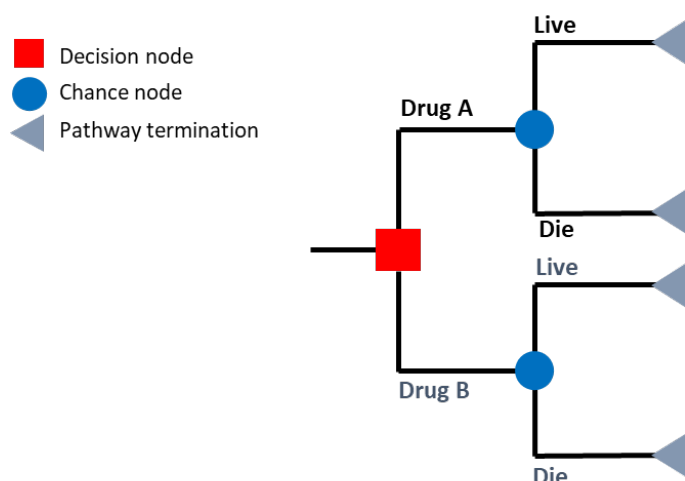 Decision node
Chance node
Pathway termination
Live
Drug A
Die
Live
Drug B
Die